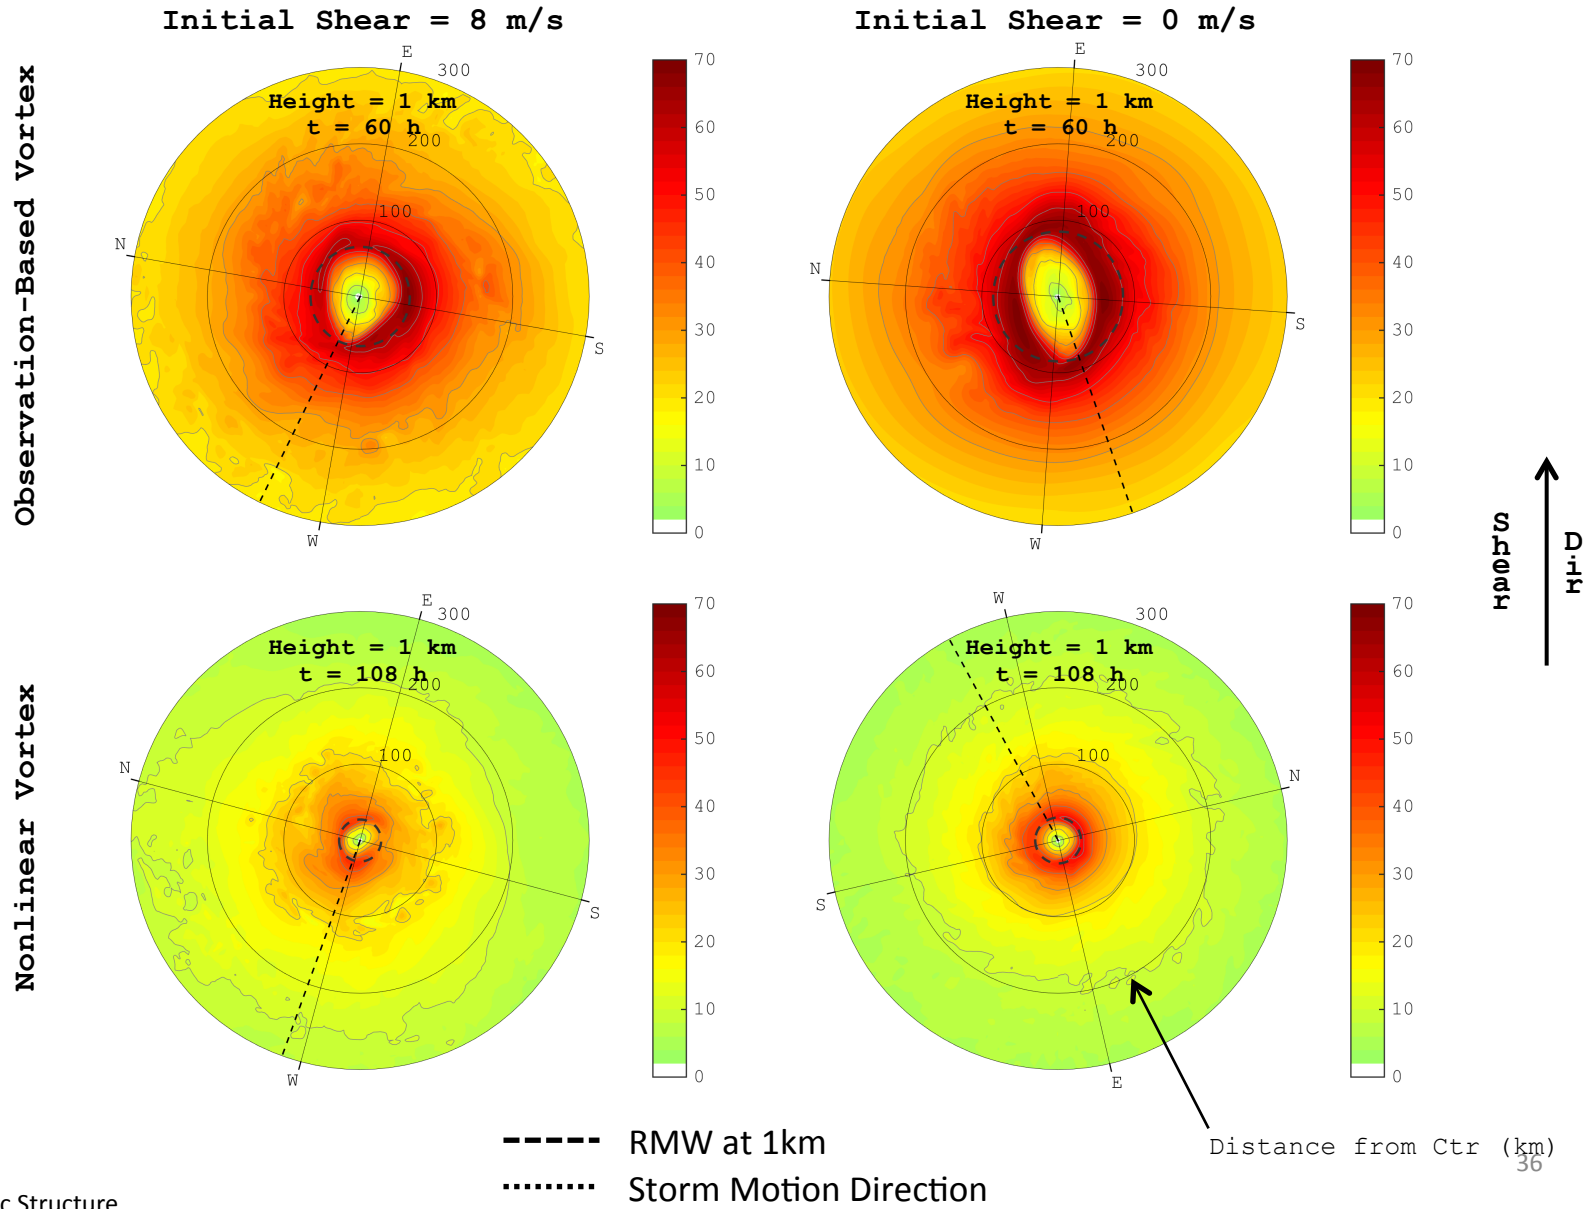 Initial Shear = 8 m/s
Initial Shear = 0 m/s
Observation-Based Vortex
E
300
Height = 1 km
t = 60 h
200
100
N
S
W
70
60
50
40
30
20
10
0
E
300
Height = 1 km
t = 60 h
200
100
N
S
W
70
60
50
40
30
20
10
0
Shear
Dir
Nonlinear Vortex
E
300
Height = 1 km
t = 108 h
200
100
N
S
W
70
60
50
40
30
20
10
0
W
300
Height = 1 km
t = 108 h
200
100
N
S
E
70
60
50
40
30
20
10
0
RMW at 1km
Storm Motion Direction
Distance from Ctr (km)
36
c Structure